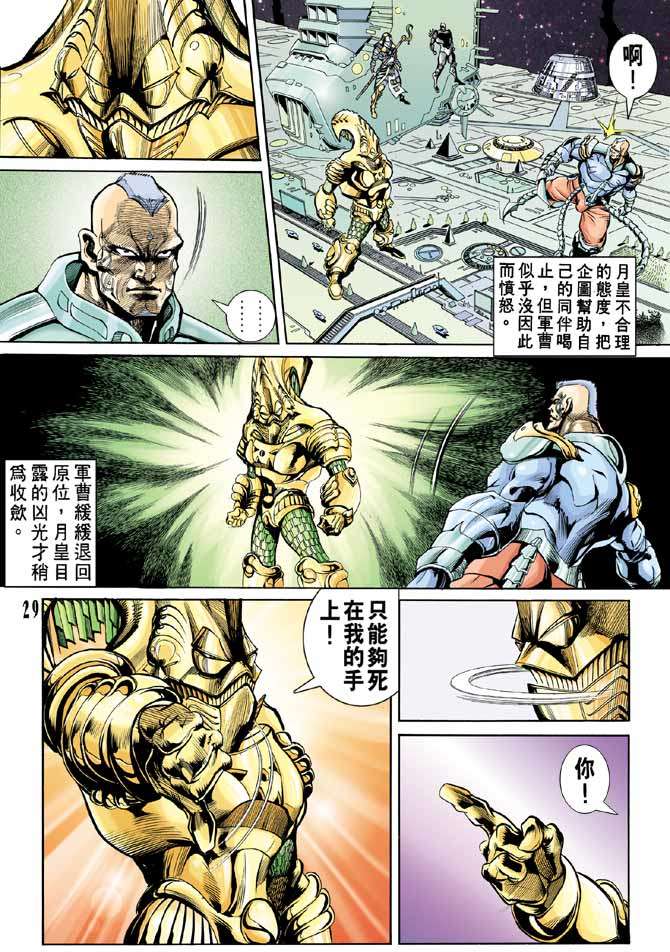 啊！
月皇不合理
的態度，把
企圖幫助自
己的同伴喝
止，但軍曹
似乎沒因此
而憤怒。
……
軍曹緩緩退回
原位，月皇目
露的凶光才稍
爲收歛。
29
你！
只能夠死
在我的手
上！